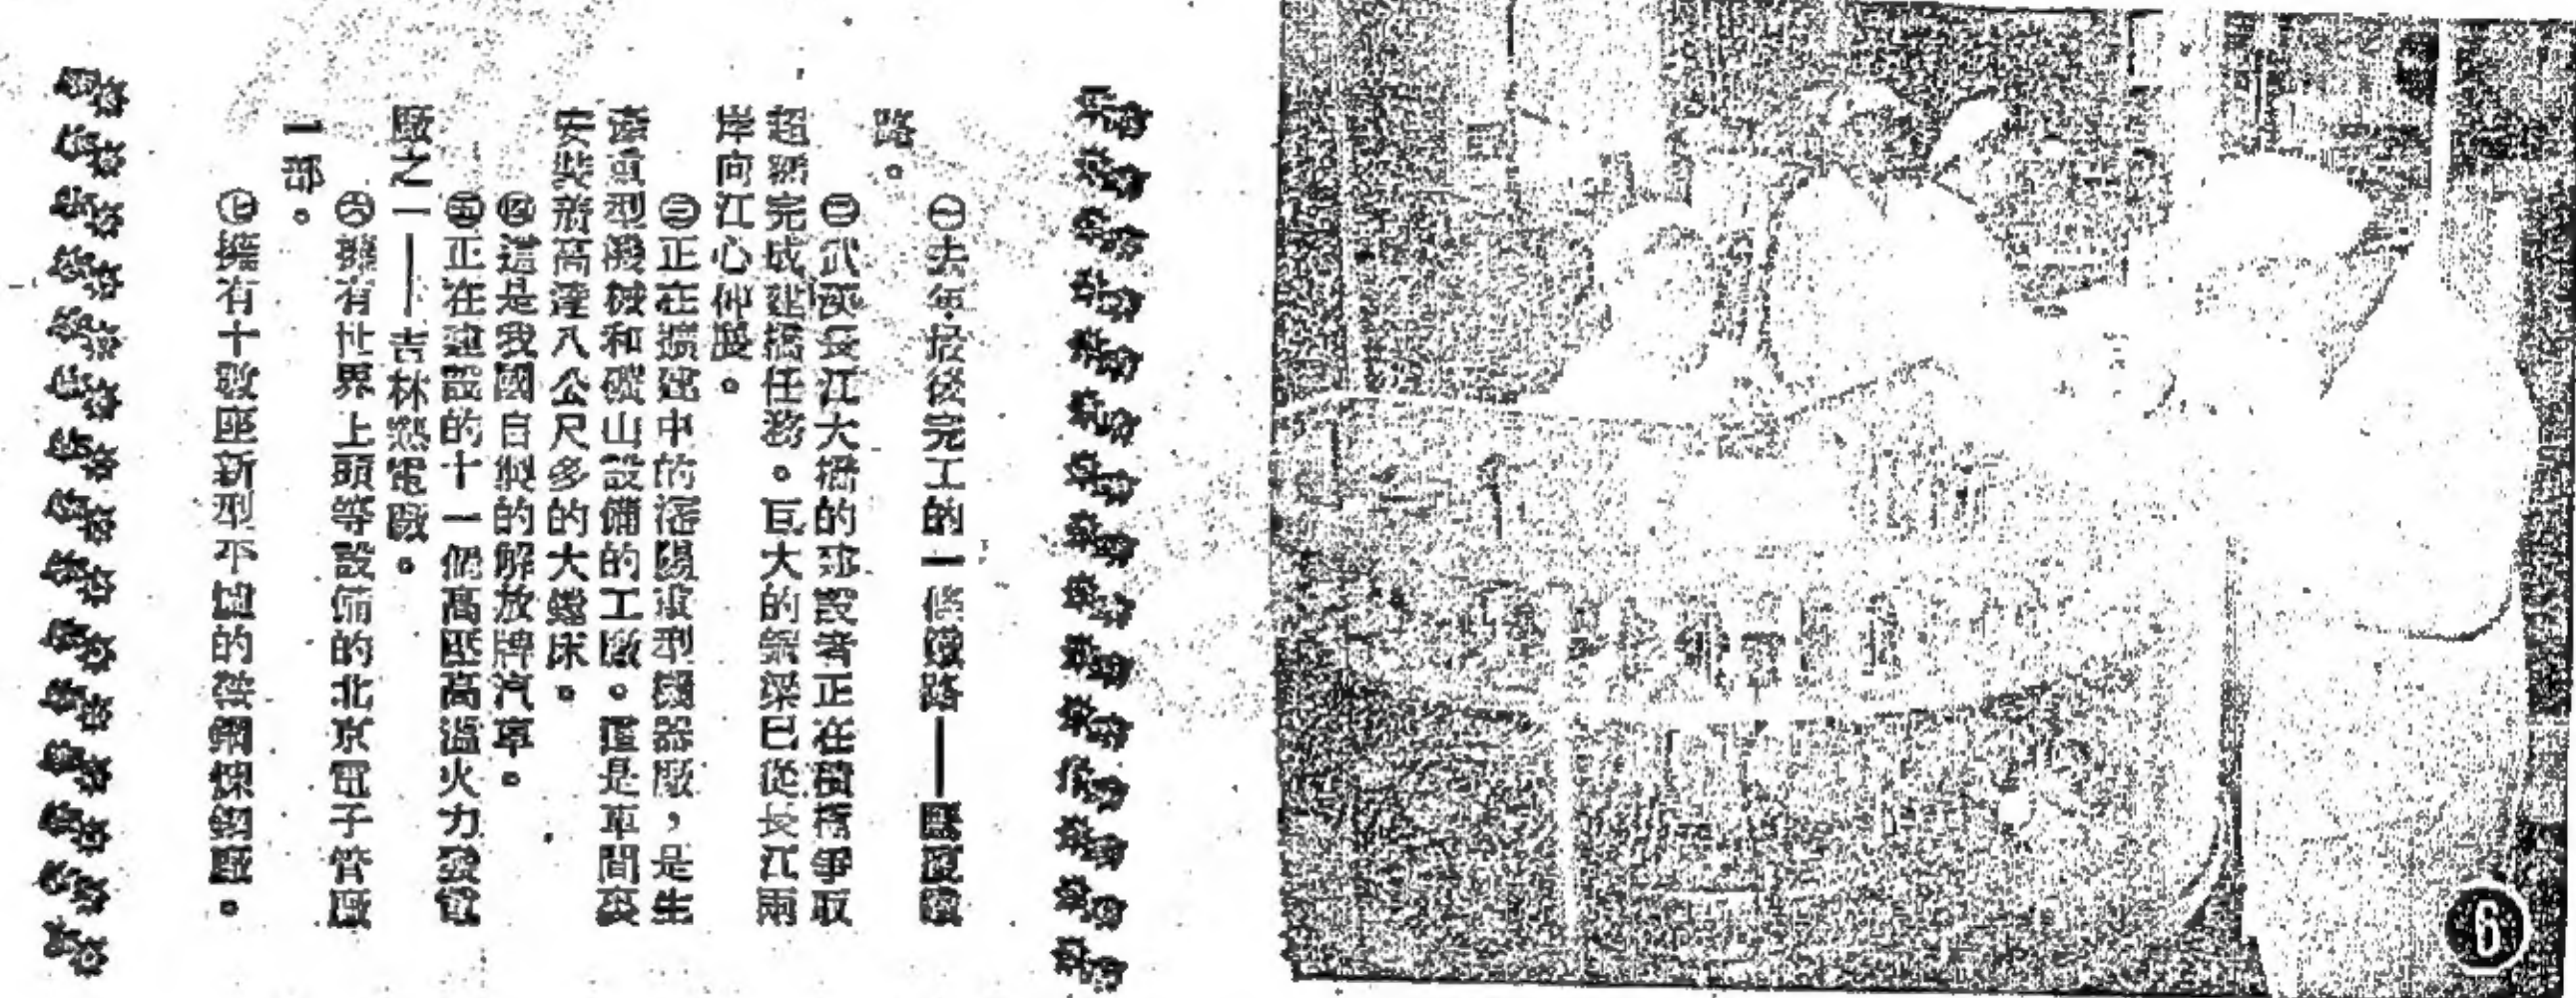 ㊀去年最後完工的一條鐵路——鷹廈鐵
路。
㊁武漢長江大橋的建設者正在積極爭取
超額完成建橋任務。巨大的鋼梁已從長江兩
岸向江心伸展。
㊂正在擴建中的瀋陽重型機器廠，是生
產重型機械和礦山設備的工廠。這是車間裏
安裝新高達八公尺多的大鏜床。
㊃這是我國自製的解放牌汽車。
㊄正在建設的十一個高壓高溫火力發電
廠之一——吉林熱電廠。
㊅擁有世界上頭等設備的北京電子管廠
一部。
㊆擁有十數座新型平爐的鞍鋼煉鋼廠。
6